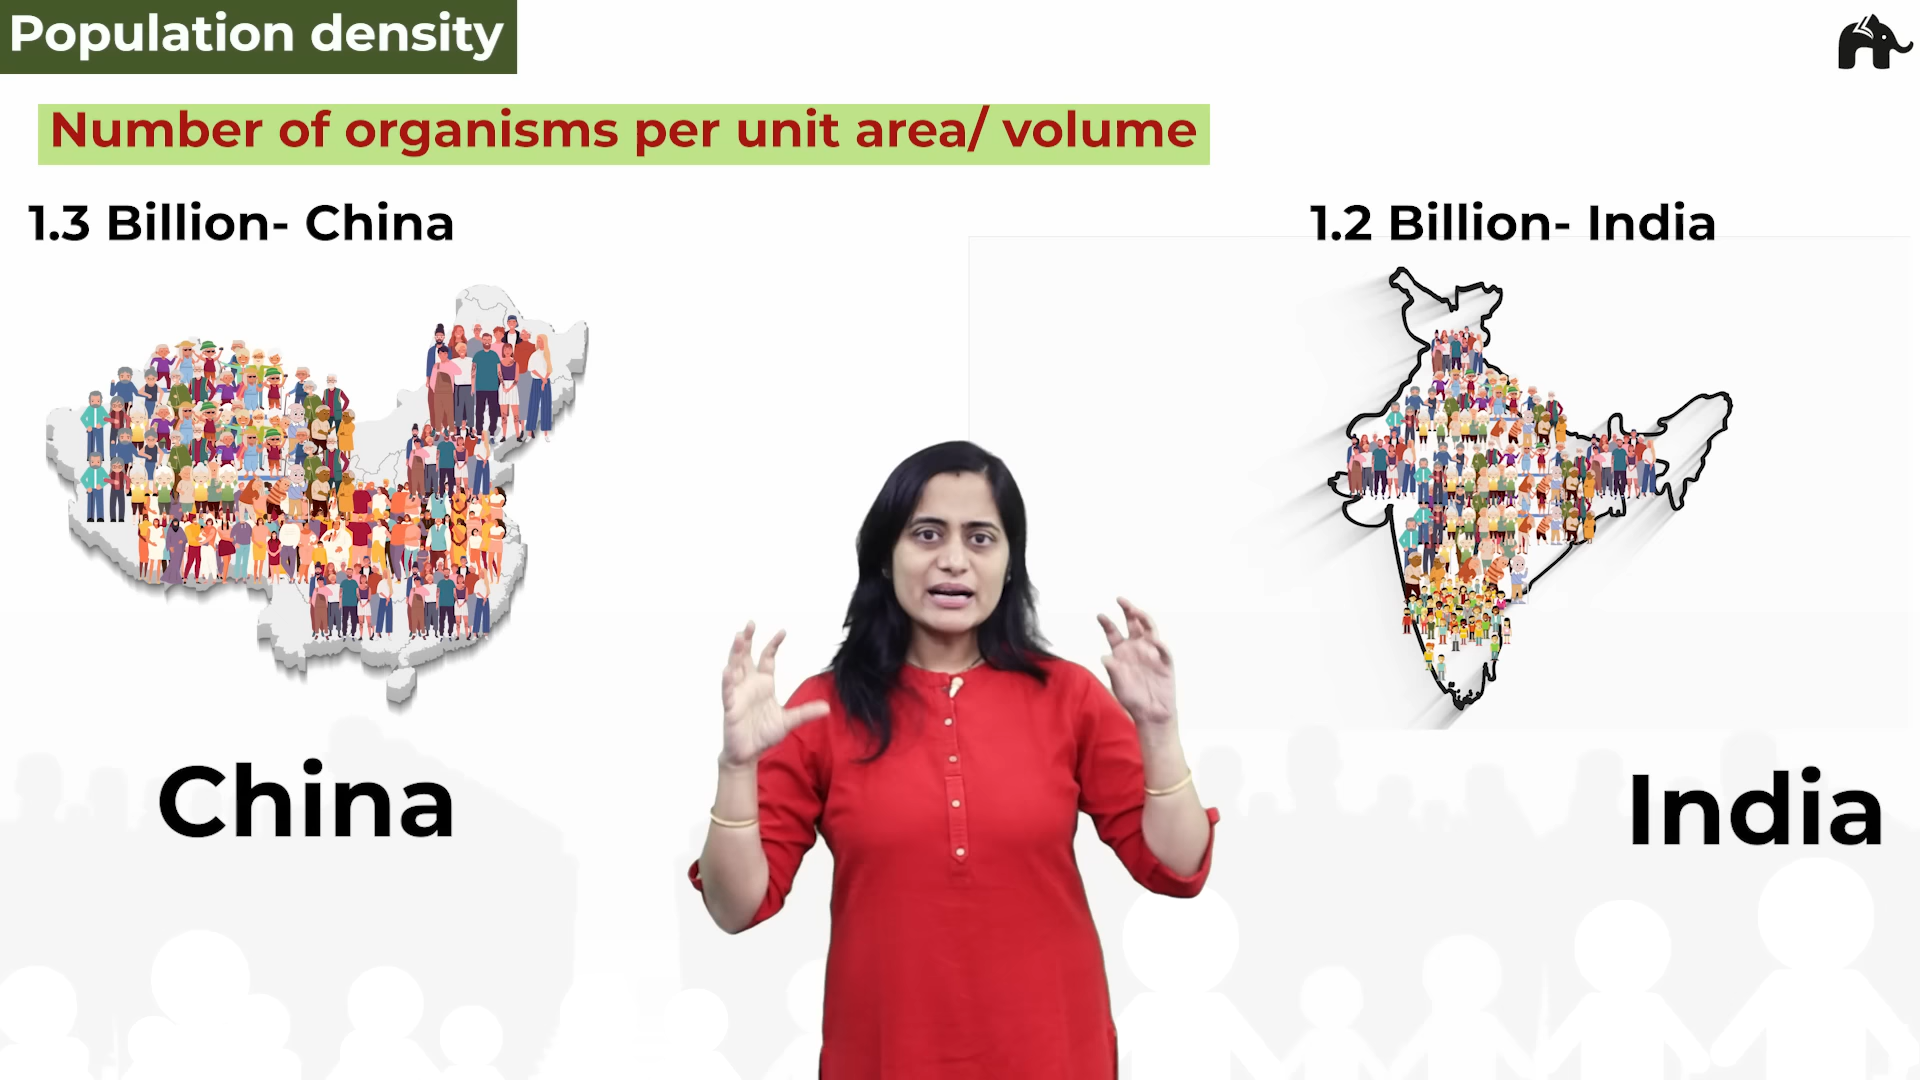 Population density
Number of organisms per unit area/ volume
1.3 Billion- China
1.2 Billion- India
China
India